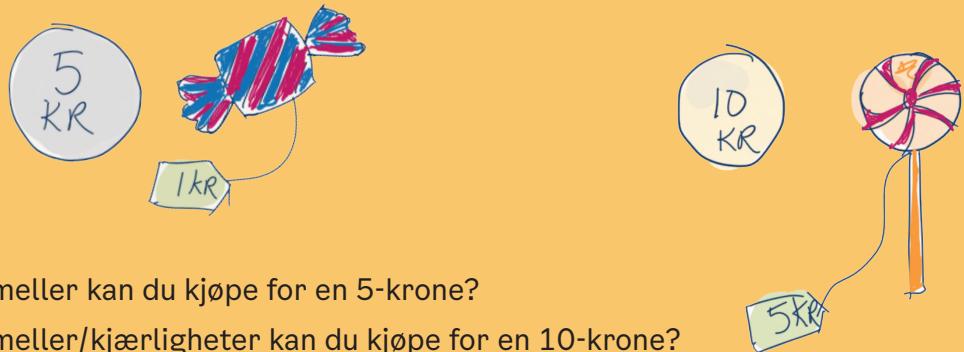 5
KR
1 KR
10
KR
5 KR
meller kan du kjøpe for en 5-krone?
meller/kjærligheter kan du kjøpe for en 10-krone?